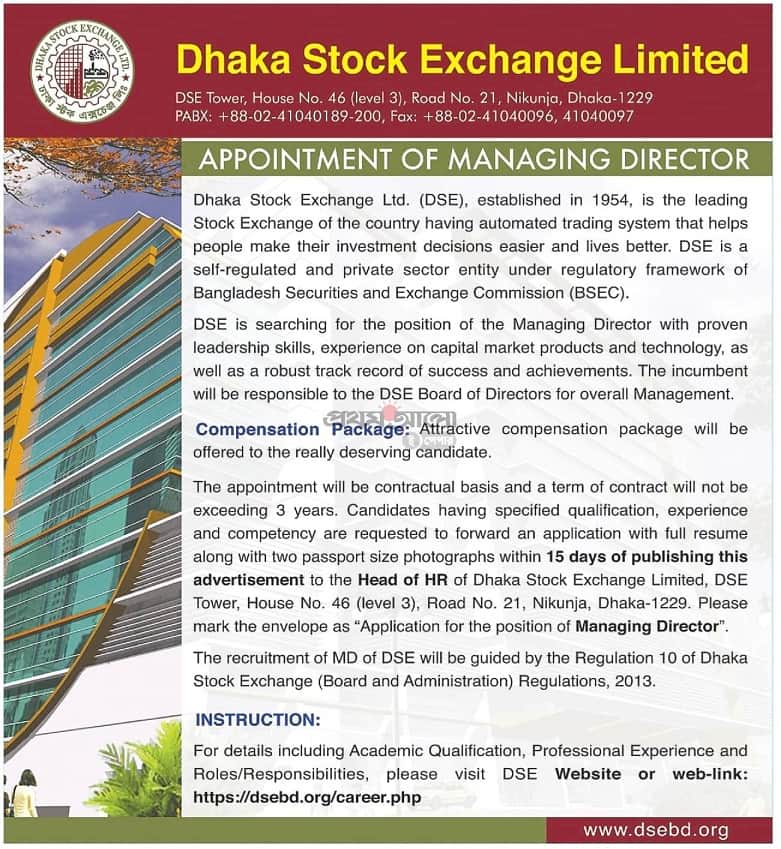 DHAKA STOCK EXCHANGE LTD.
ঢাকা স্টক এক্সচেঞ্জ লিঃ
Dhaka Stock Exchange Limited
DSE Tower, House No. 46 (level 3), Road No. 21, Nikunja, Dhaka-1229
PABX: +88-02-41040189-200, Fax: +88-02-41040096, 41040097
APPOINTMENT OF MANAGING DIRECTOR
Dhaka Stock Exchange Ltd. (DSE), established in 1954, is the leading
Stock Exchange of the country having automated trading system that helps
people make their investment decisions easier and lives better. DSE is a
self-regulated and private sector entity under regulatory framework of
Bangladesh Securities and Exchange Commission (BSEC).
DSE is searching for the position of the Managing Director with proven
leadership skills, experience on capital market products and technology, as
well as a robust track record of success and achievements. The incumbent
will be responsible to the DSE Board of Directors for overall Management.
প্রথম আলো
ই পেপার
Compensation Package: Attractive compensation package will be
offered to the really deserving candidate.
The appointment will be contractual basis and a term of contract will not be
exceeding 3 years. Candidates having specified qualification, experience
and competency are requested to forward an application with full resume
along with two passport size photographs within 15 days of publishing this
advertisement to the Head of HR of Dhaka Stock Exchange Limited, DSE
Tower, House No. 46 (level 3), Road No. 21, Nikunja, Dhaka-1229. Please
mark the envelope as “Application for the position of Managing Director”.
The recruitment of MD of DSE will be guided by the Regulation 10 of Dhaka
Stock Exchange (Board and Administration) Regulations, 2013.
INSTRUCTION:
For details including Academic Qualification, Professional Experience and
Roles/Responsibilities, please visit DSE Website or web-link:
https://dsebd.org/career.php
www.dsebd.org